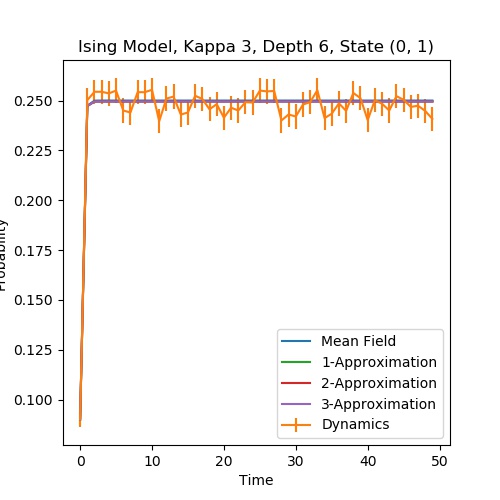 Ising Model, Kappa 3, Depth 6, State (0, 1)
0.250
0.225
0.200
0.175
0.150
0.125
0.100
Probability
Mean Field
1-Approximation
2-Approximation
3-Approximation
Dynamics
0 10 20 30 40 50
Time